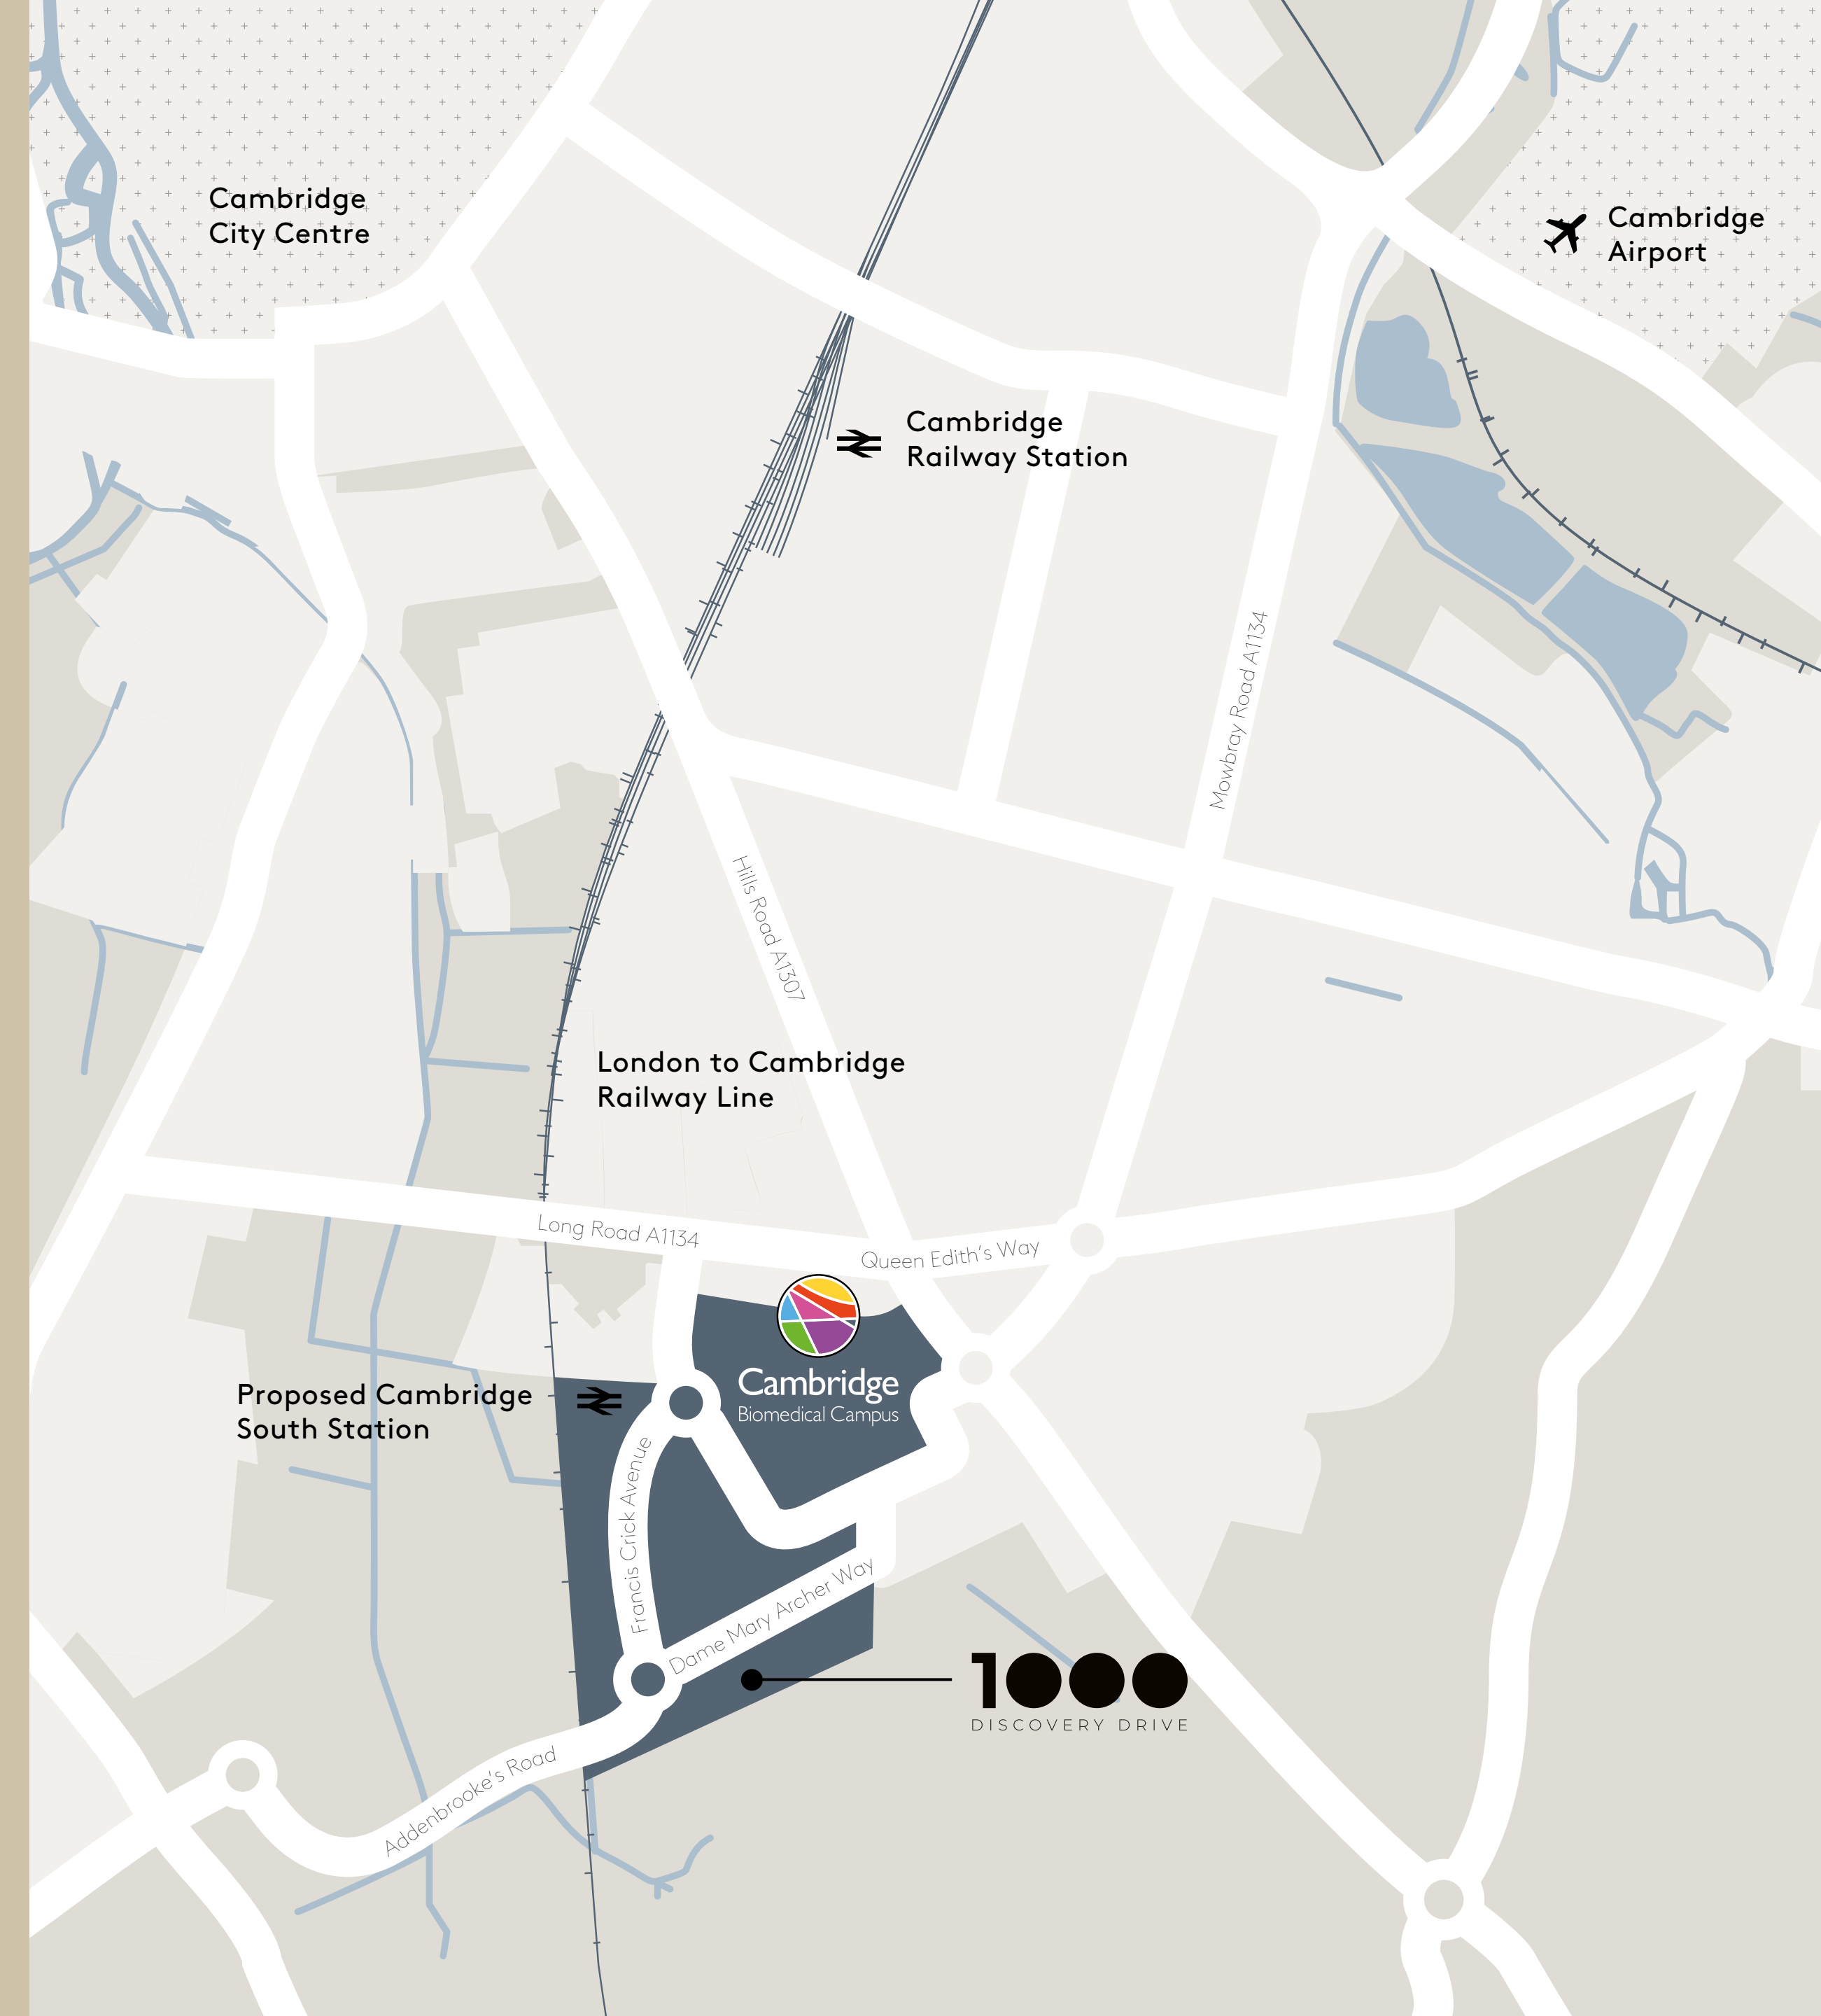 Cambridge
City Centre
Cambridge
Airport
Cambridge
Railway Station
Mowbray Road A1134
Hills Road A1307
London to Cambridge
Railway Line
Long Road A1134
Queen Edith's Way
Cambridge
Biomedical Campus
Proposed Cambridge
South Station
Francis Crick Avenue
Dame Mary Archer Way
1000
DISCOVERY DRIVE
Addenbrooke's Road